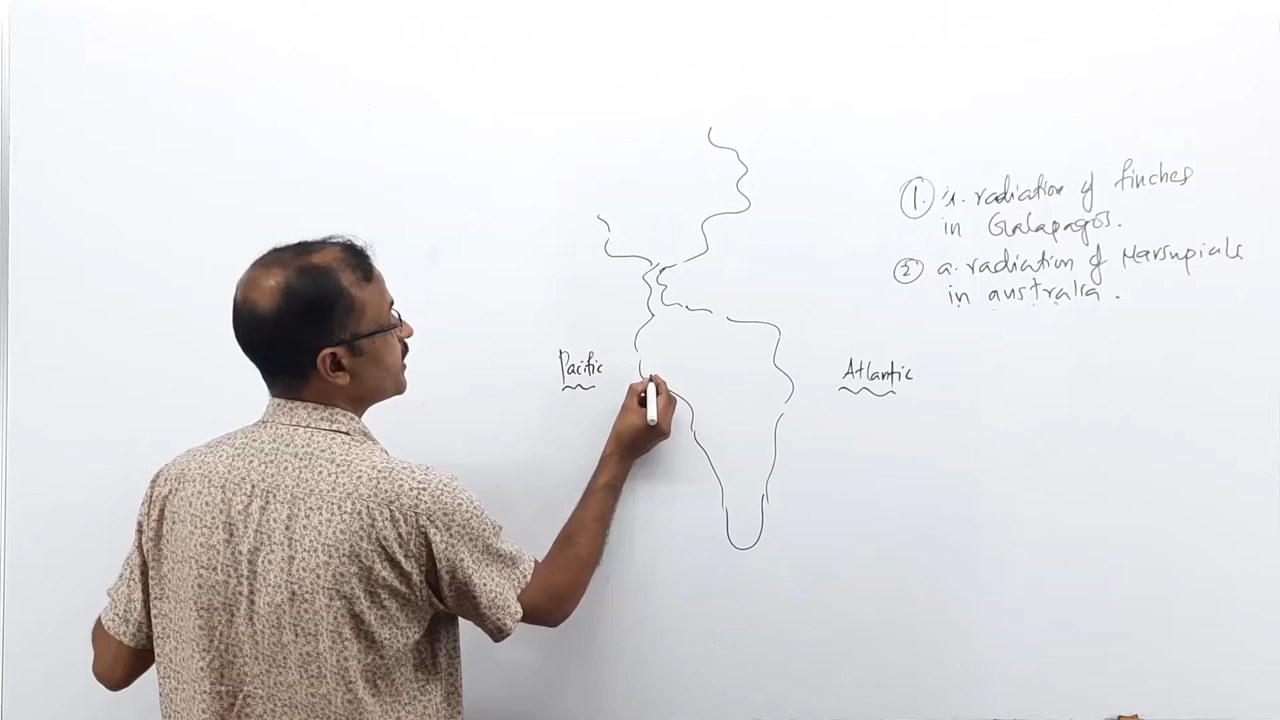 1. a. radiation of finches
in Galapagos.
2 a. radiation of Marsupials
in australia.
Pacific
Atlantic